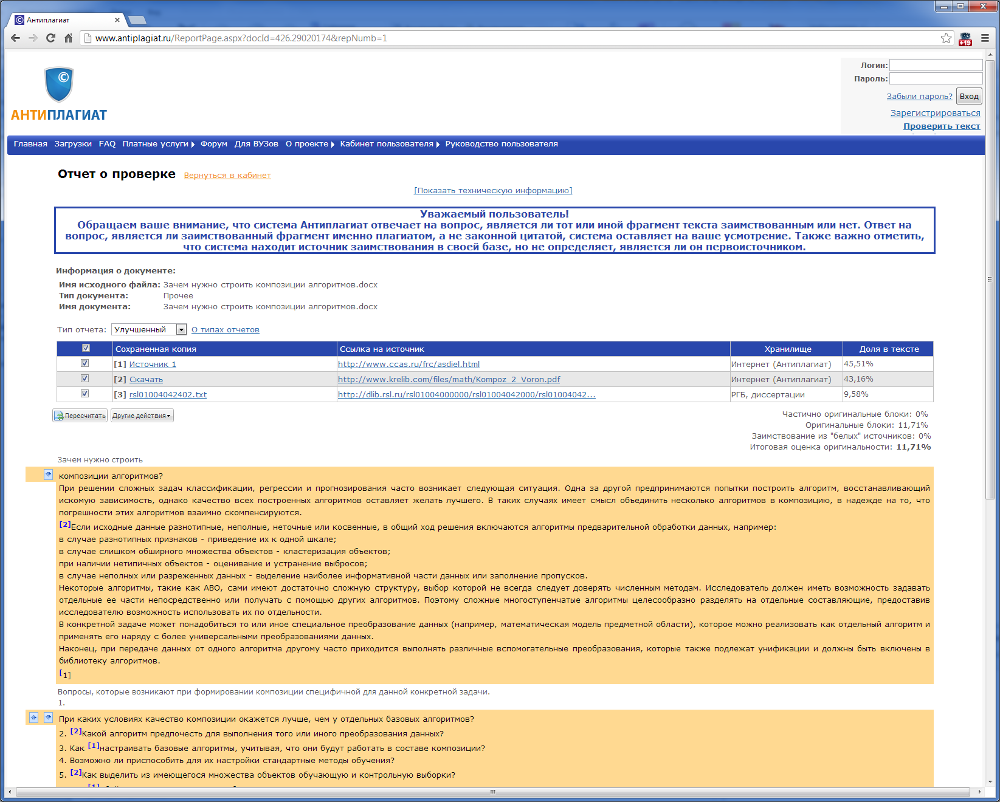 Антиплагиат
www.antiplagiat.ru/ReportPage.aspx?docId=426.29020174&repNumb=1
+19
©
АНТИПЛАГИАТ
Логин:
Пароль:
Забыли пароль? Вход
Зарегистрироваться
Проверить текст
Главная Загрузки FAQ Платные услуги Форум Для ВУЗов О проекте Кабинет пользователя Руководство пользователя
Отчет о проверке Вернуться в кабинет
[Показать техническую информацию]
Уважаемый пользователь!
Обращаем ваше внимание, что система Антиплагиат отвечает на вопрос, является ли тот или иной фрагмент текста заимствованным или нет. Ответ на
вопрос, является ли заимствованный фрагмент именно плагиатом, а не законной цитатой, система оставляет на ваше усмотрение. Также важно отметить,
что система находит источник заимствования в своей базе, но не определяет, является ли он первоисточником.
Информация о документе:
Имя исходного файла: Зачем нужно строить композиции алгоритмов.docx
Тип документа: Прочее
Имя документа: Зачем нужно строить композиции алгоритмов.docx
Тип отчета: Улучшенный О типах отчетов
Сохраненная копия Ссылка на источник Хранилище Доля в тексте
[1] Источник 1 http://www.ccas.ru/frc/asdiel.html Интернет (Антиплагиат) 45,51%
[2] Скачать http://www.krelib.com/files/math/Kompoz_2_Voron.pdf Интернет (Антиплагиат) 43,16%
[3] rsl01004042402.txt http://dlib.rsl.ru/rsl01004000000/rsl01004042000/rsl01004042... РГБ, диссертации 9,58%
Пересчитать Другие действия
Частично оригинальные блоки: 0%
Оригинальные блоки: 11,71%
Заимствование из "белых" источников: 0%
Итоговая оценка оригинальности: 11,71%
Зачем нужно строить
композиции алгоритмов?
При решении сложных задач классификации, регрессии и прогнозирования часто возникает следующая ситуация. Одна за другой предпринимаются попытки построить алгоритм, восстанавливающий
искомую зависимость, однако качество всех построенных алгоритмов оставляет желать лучшего. В таких случаях имеет смысл объединить несколько алгоритмов в композицию, в надежде на то, что
погрешности этих алгоритмов взаимно скомпенсируются.
[2]Если исходные данные разнотипные, неполные, неточные или косвенные, в общий ход решения включаются алгоритмы предварительной обработки данных, например:
в случае разнотипных признаков - приведение их к одной шкале;
в случае слишком обширного множества объектов - кластеризация объектов;
при наличии нетипичных объектов - оценивание и устранение выбросов;
в случае неполных или разреженных данных - выделение наиболее информативной части данных или заполнение пропусков.
Некоторые алгоритмы, такие как АВО, сами имеют достаточно сложную структуру, выбор которой не всегда следует доверять численным методам. Исследователь должен иметь возможность задавать
отдельные ее части непосредственно или получать с помощью других алгоритмов. Поэтому сложные многоступенчатые алгоритмы целесообразно разделять на отдельные составляющие, предоставив
исследователю возможность использовать их по отдельности.
В конкретной задаче может понадобиться то или иное специальное преобразование данных (например, математическая модель предметной области), которое можно реализовать как отдельный алгоритм и
применять его наряду с более универсальными преобразованиями данных.
Наконец, при передаче данных от одного алгоритма другому часто приходится выполнять различные вспомогательные преобразования, которые также подлежат унификации и должны быть включены в
библиотеку алгоритмов.
[1]
Вопросы, которые возникают при формировании композиции специфичной для данной конкретной задачи.
1.
При каких условиях качество композиции окажется лучше, чем у отдельных базовых алгоритмов?
2. [2]Какой алгоритм предпочесть для выполнения того или иного преобразования данных?
3. Как [1]настраивать базовые алгоритмы, учитывая, что они будут работать в составе композиции?
4. Возможно ли приспособить для их настройки стандартные методы обучения?
5. [2]Как выделить из имеющегося множества объектов обучающую и контрольную выборки?